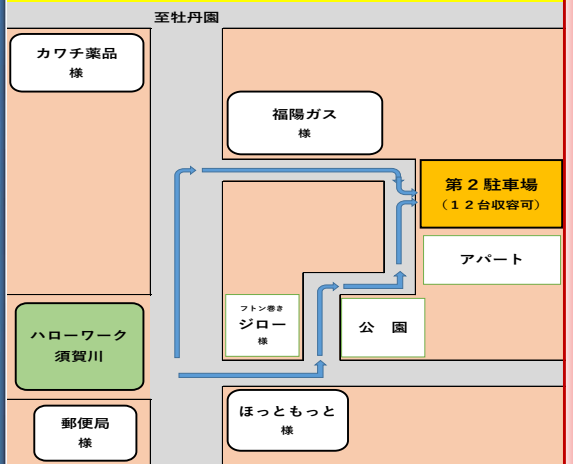 至牡丹園
カワチ薬品
様
福陽ガス
様
第２駐車場
（１２台収容可）
アパート
フトン巻き
ジロー
様
公　園
ハローワーク
須賀川
ほっともっと
様
郵便局
様